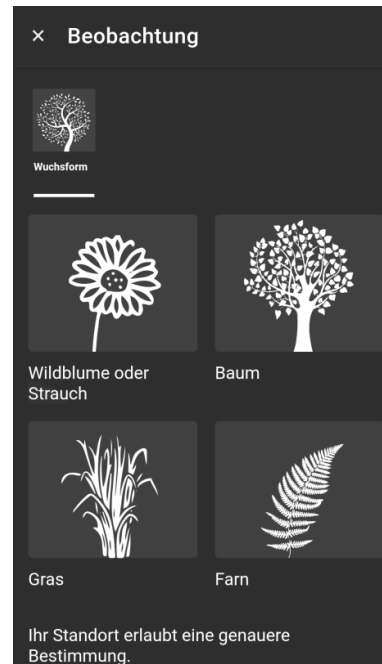 × Beobachtung
Wuchsform
Wildblume oder
Strauch
Baum
Gras
Farn
Ihr Standort erlaubt eine genauere
Bestimmung.